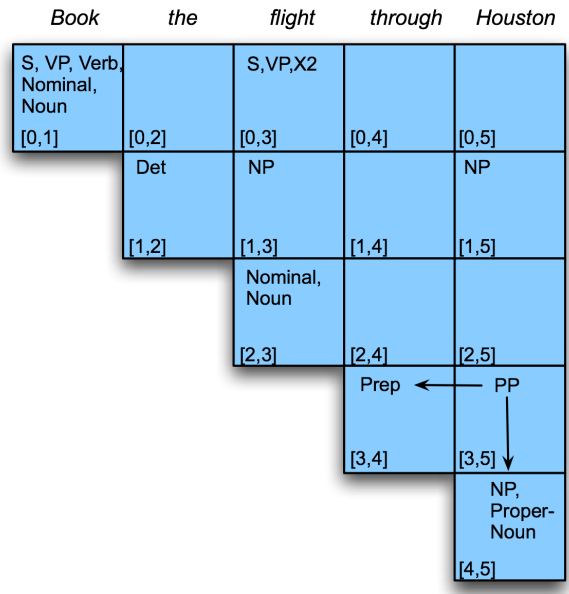 Book the flight through Houston
S, VP, Verb,
Nominal,
Noun
[0,1]
[0,2]
S,VP,X2
[0,3]
[0,4]
[0,5]
Det
[1,2]
NP
[1,3]
[1,4]
NP
[1,5]
Nominal,
Noun
[2,3]
[2,4]
[2,5]
Prep
[3,4]
PP
[3,5]
NP,
Proper-
Noun
[4,5]